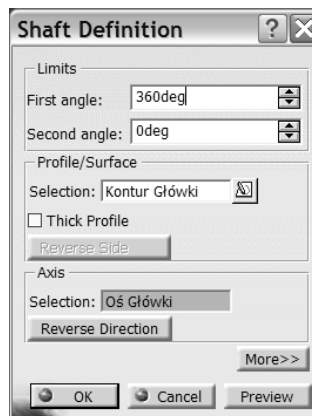 Shaft Definition ?
Limits
First angle: 360deg
Second angle: 0deg
Profile/Surface
Selection: Kontur Główki
Thick Profile
Reverse Side
Axis
Selection: Oś Główki
Reverse Direction
More>>
OK Cancel Preview